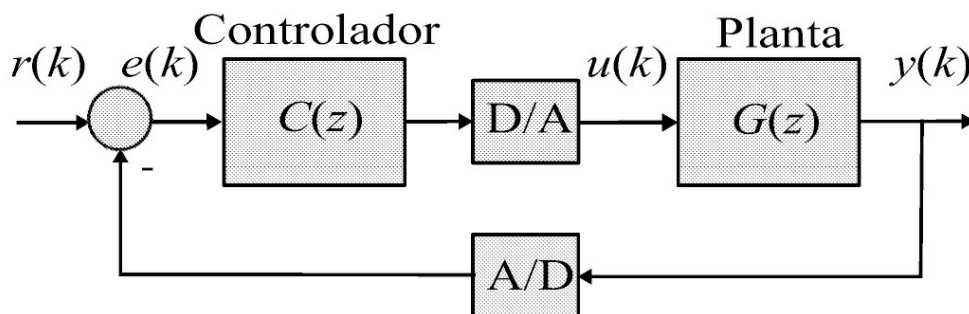 Controlador
Planta
r(k)
e(k)
u(k)
y(k)
C(z)
D/A
G(z)
-
A/D